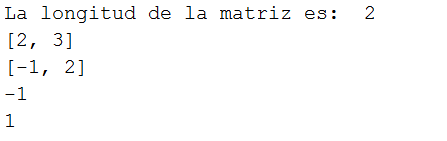 La longitud de la matriz es:  2
[2, 3]
[-1, 2]
-1
1